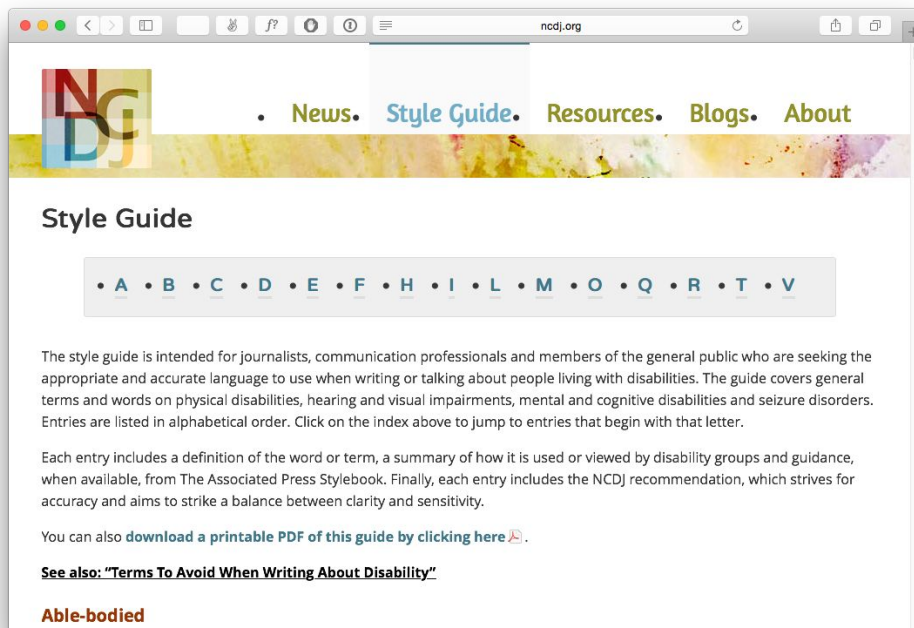 f?
ncdj.org
NCDJ
• News• Style Guide• Resources• Blogs• About
Style Guide
• A • B • C • D • E • F • H • I • L • M • O • Q • R • T • V
The style guide is intended for journalists, communication professionals and members of the general public who are seeking the
appropriate and accurate language to use when writing or talking about people living with disabilities. The guide covers general
terms and words on physical disabilities, hearing and visual impairments, mental and cognitive disabilities and seizure disorders.
Entries are listed in alphabetical order. Click on the index above to jump to entries that begin with that letter.
Each entry includes a definition of the word or term, a summary of how it is used or viewed by disability groups and guidance,
when available, from The Associated Press Stylebook. Finally, each entry includes the NCDJ recommendation, which strives for
accuracy and aims to strike a balance between clarity and sensitivity.
You can also download a printable PDF of this guide by clicking here .
See also: “Terms To Avoid When Writing About Disability”
Able-bodied